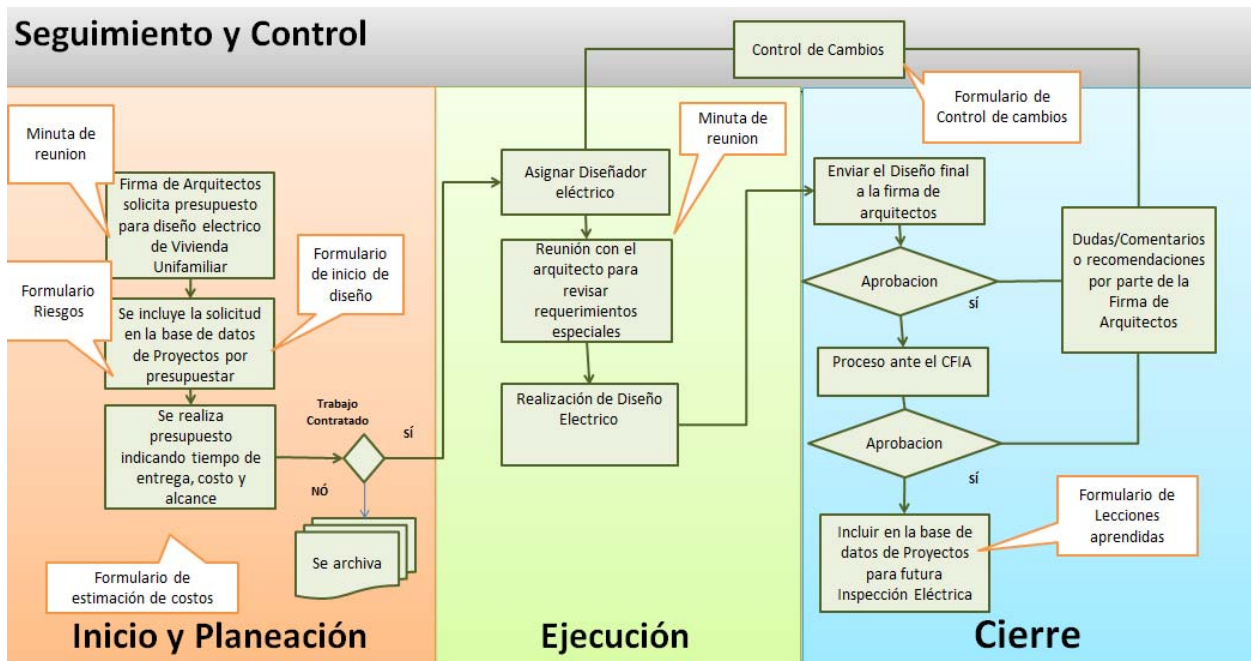 Seguimiento y Control
Control de Cambios
Formulario de
Control de cambios
Minuta de
reunion
Firma de Arquitectos
solicita presupuesto
para diseño electrico
de Vivienda
Unifamiliar
Formulario
Riesgos
Formulario
de inicio de
diseño
Se incluye la solicitud
en la base de datos
de Proyectos por
presupuestar
Se realiza
presupuesto
indicando tiempo de
entrega, costo y
alcance
Trabajo
Contratado
SÍ
NÓ
Se archiva
Formulario de
estimación de costos
Inicio y Planeación
Minuta de
reunion
Asignar Diseñador
eléctrico
Reunión con el
arquitecto para
revisar
requerimientos
especiales
Realización de Diseño
Electrico
Ejecución
Enviar el Diseño final
a la firma de
arquitectos
Aprobacion
SÍ
Dudas/Comentarios
o recomendaciones
por parte de la
Firma de
Arquitectos
Proceso ante el CFIA
Aprobacion
SÍ
Formulario de
Lecciones
aprendidas
Incluir en la base de
datos de Proyectos
para futura
Inspección Eléctrica
Cierre